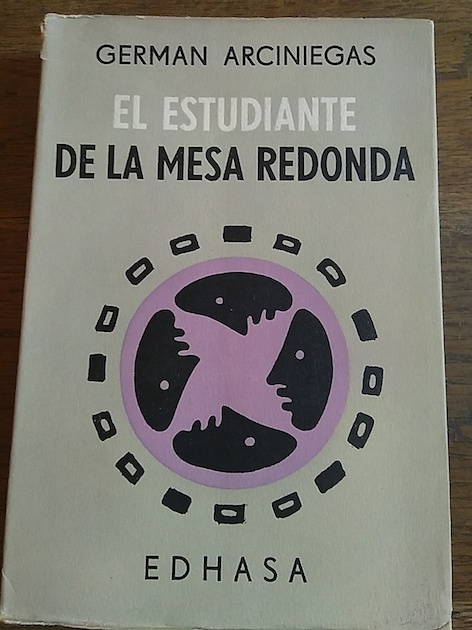 GERMAN ARCINIEGAS
EL ESTUDIANTE
DE LA MESA REDONDA
EDHASA